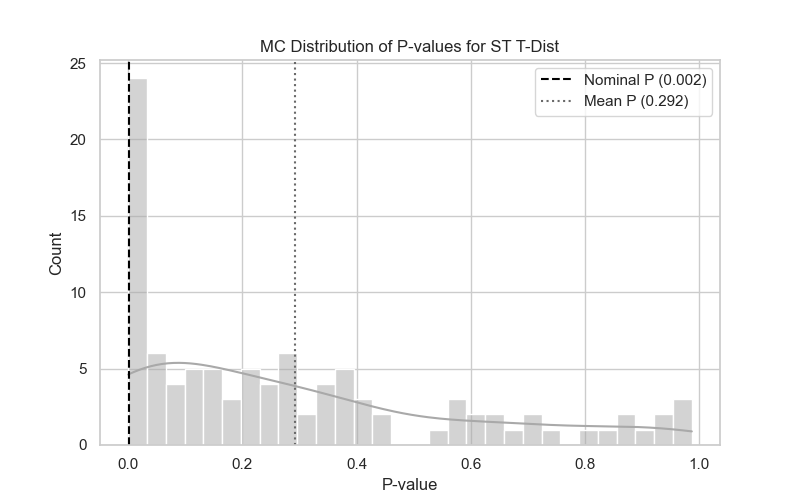 MC Distribution of P-values for ST T-Dist
Nominal P (0.002)
Mean P (0.292)
25
20
15
10
5
0
Count
0.0 0.2 0.4 0.6 0.8 1.0
P-value